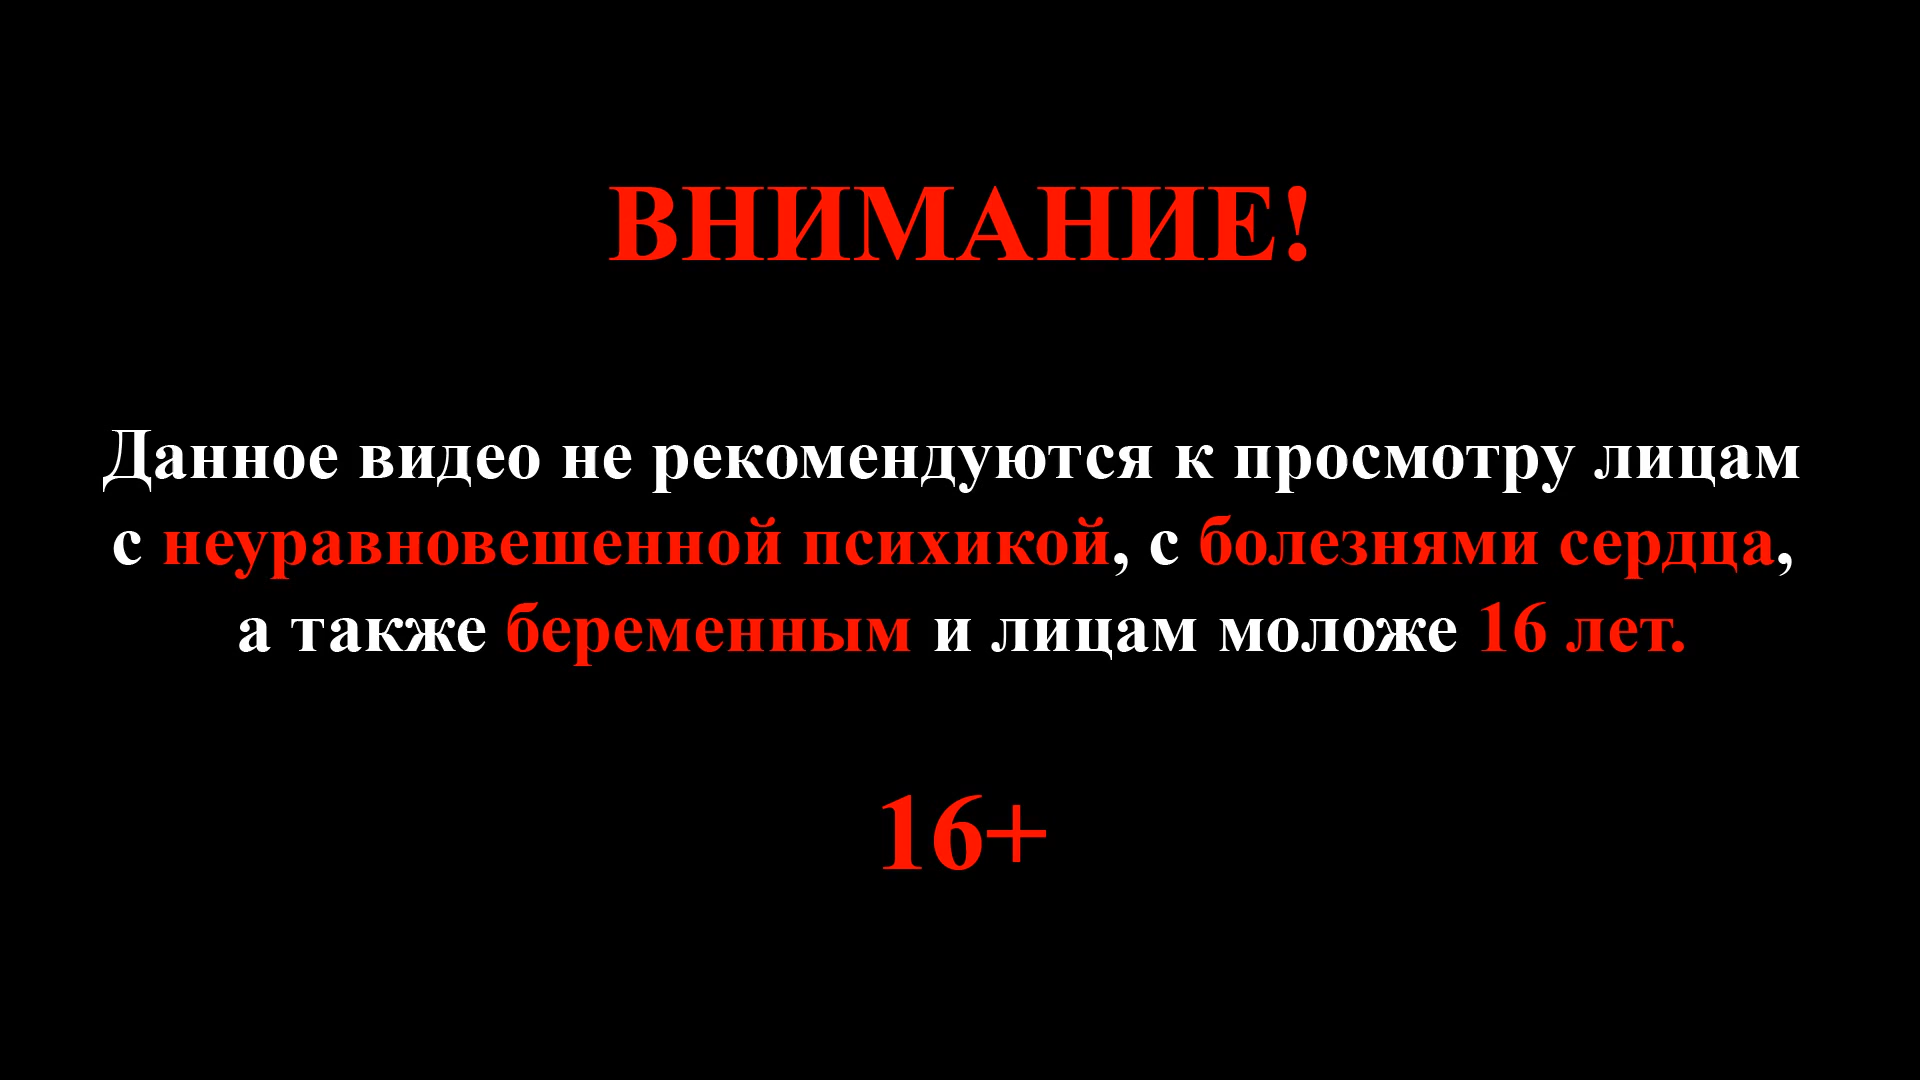 ВНИМАНИЕ!
Данное видео не рекомендуются к просмотру лицам
с неуравновешенной психикой, с болезнями сердца,
а также беременным и лицам моложе 16 лет.
16+